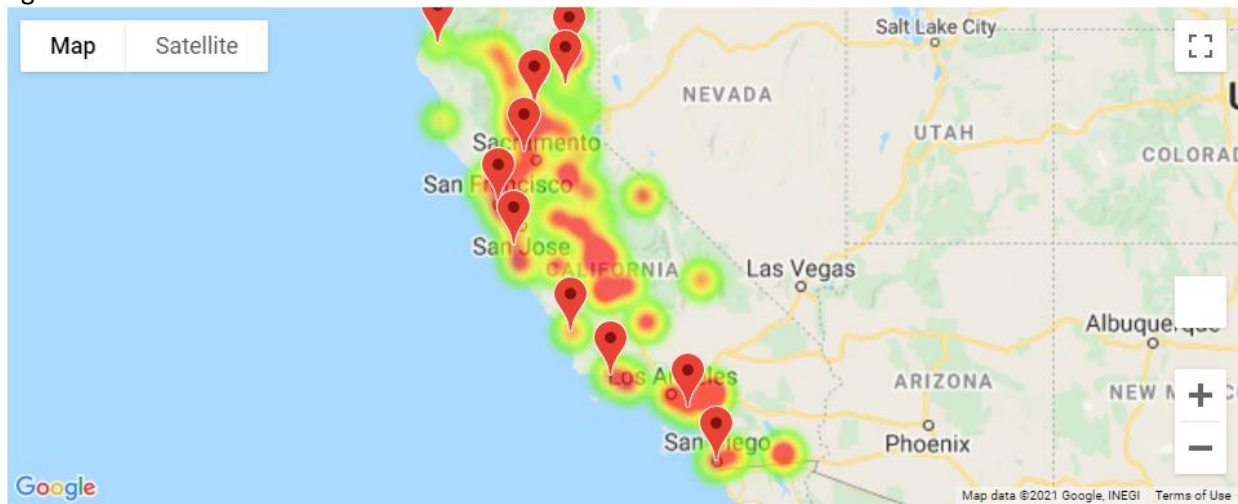 Map Satellite
Salt Lake City
NEVADA
UTAH
COLORAD
Sacramento
San Francisco
San Jose
CALIFORNIA
Las Vegas
Albuquerque
Los Angeles
ARIZONA
NEW M
San Diego
Phoenix
Google
Map data ©2021 Google, INEGI Terms of Use